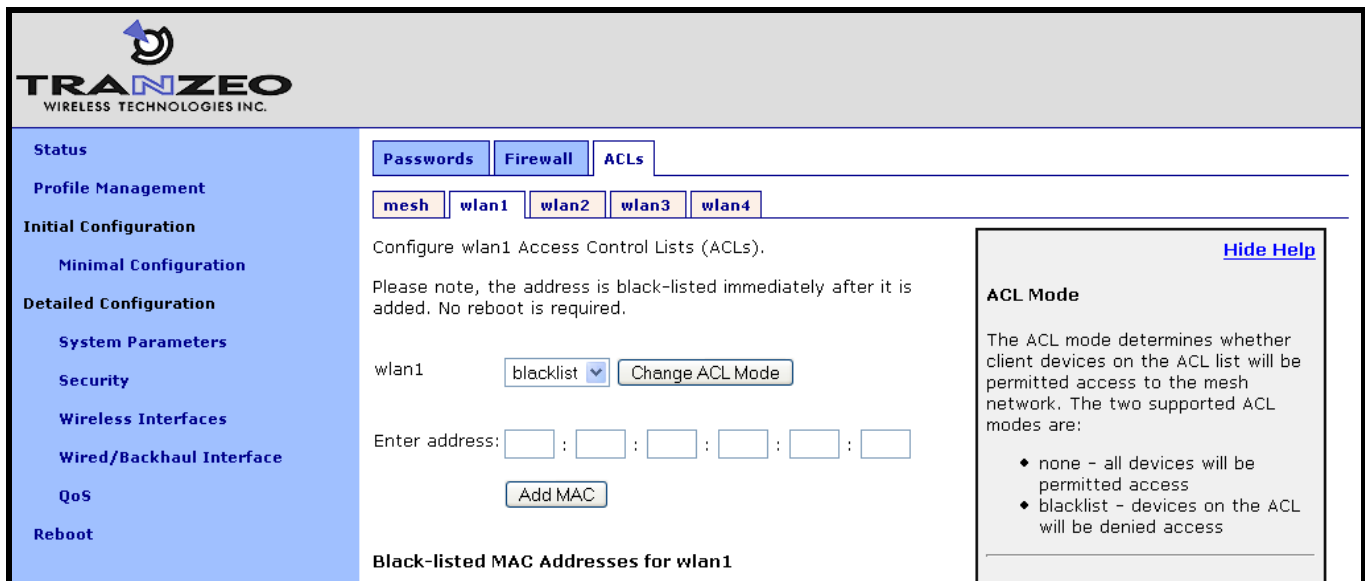 TRANZEO
WIRELESS TECHNOLOGIES INC.
Status
Profile Management
Initial Configuration
Minimal Configuration
Detailed Configuration
System Parameters
Security
Wireless Interfaces
Wired/Backhaul Interface
QoS
Reboot
Passwords Firewall ACLs
mesh wlan1 wlan2 wlan3 wlan4
Configure wlan1 Access Control Lists (ACLs).
Please note, the address is black-listed immediately after it is
added. No reboot is required.
wlan1 blacklist Change ACL Mode
Enter address: : : : : :
Add MAC
Black-listed MAC Addresses for wlan1
Hide Help
ACL Mode
The ACL mode determines whether
client devices on the ACL list will be
permitted access to the mesh
network. The two supported ACL
modes are:
◆ none - all devices will be
permitted access
◆ blacklist - devices on the ACL
will be denied access